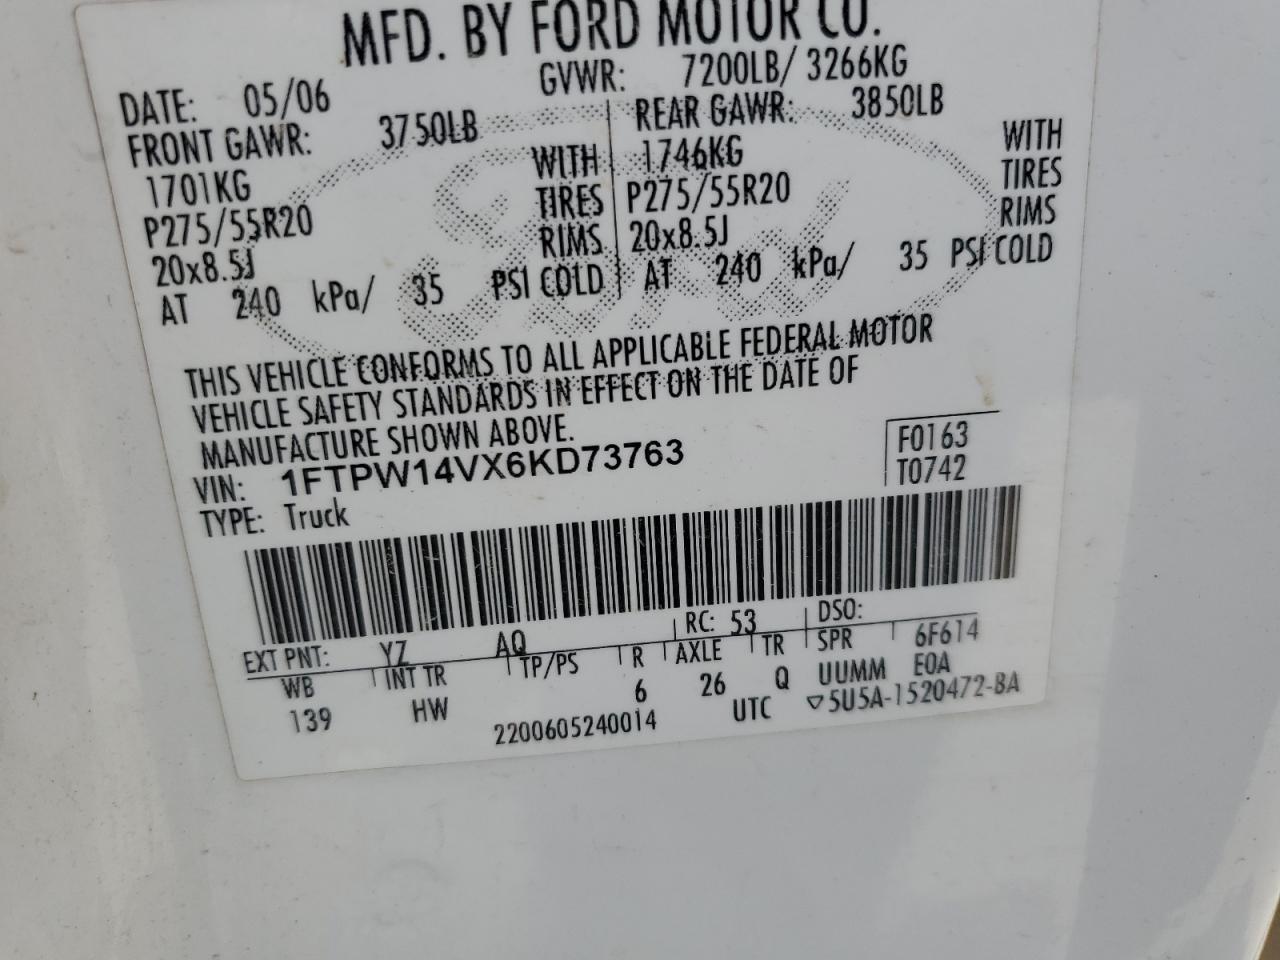 MFD. BY FORD MOTOR CO.
DATE: 05/06 GVWR: 7200LB/ 3266KG
FRONT GAWR: 3750LB REAR GAWR: 3850LB
1701KG WITH 1746KG WITH
P275/55R20 TIRES P275/55R20 TIRES
20x8.5J RIMS 20x8.5J RIMS
AT 240 kPa/ 35 PSI COLD AT 240 kPa/ 35 PSI COLD
THIS VEHICLE CONFORMS TO ALL APPLICABLE FEDERAL MOTOR
VEHICLE SAFETY STANDARDS IN EFFECT ON THE DATE OF
MANUFACTURE SHOWN ABOVE.
VIN: 1FTPW14VX6KD73763 F0163
TYPE: Truck T0742
EXT PNT: YZ AQ RC: 53 DSO:
WB INT TR TP/PS R AXLE TR SPR 6F614
139 HW 6 26 Q UUMM EOA
2200605240014 UTC ▽5U5A-1520472-BA